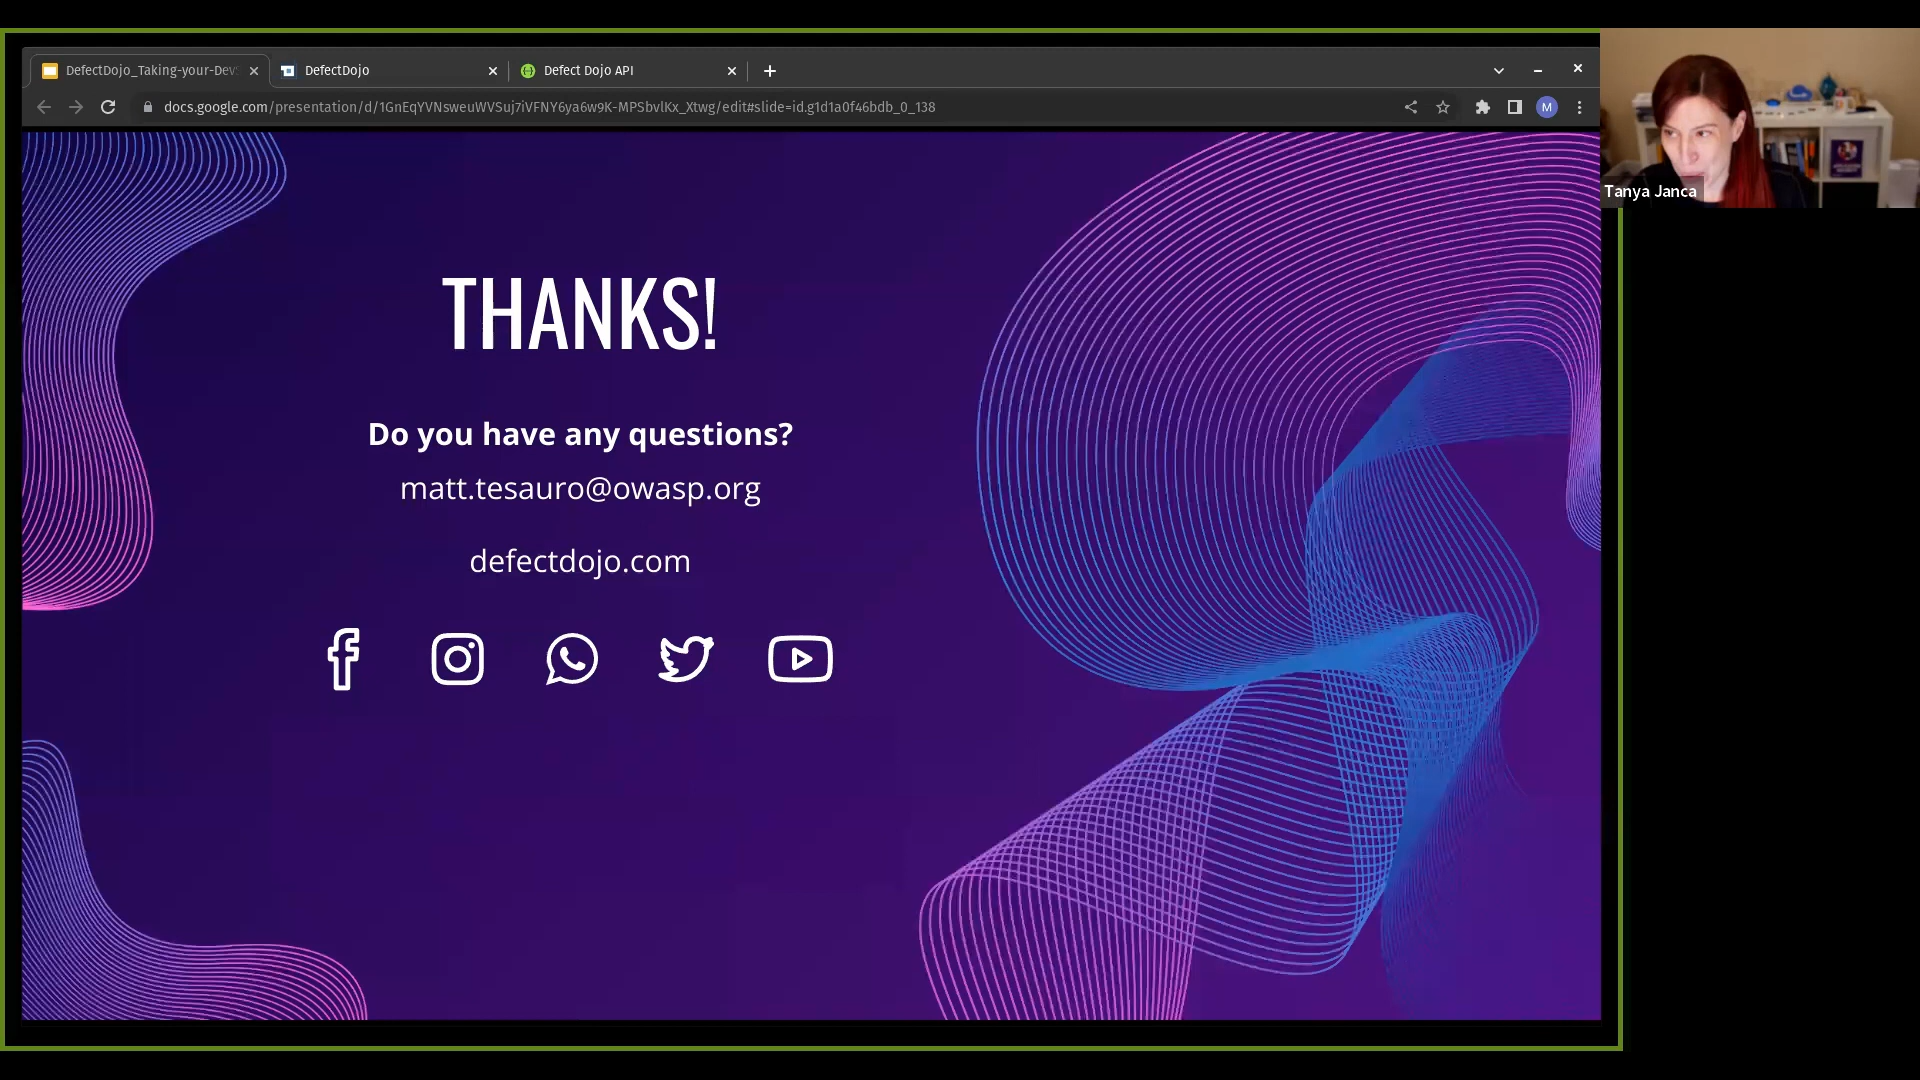 DefectDojo_Taking-your-Dev
DefectDojo
Defect Dojo API
docs.google.com/presentation/d/1GnEqYVNsweuWVSuj7iVFNY6ya6w9K-MPSbvlKx_Xtwg/edit#slide=id.g1d1a0f46bdb_0_138
M
Tanya Janca
THANKS!
Do you have any questions?
matt.tesauro@owasp.org
defectdojo.com